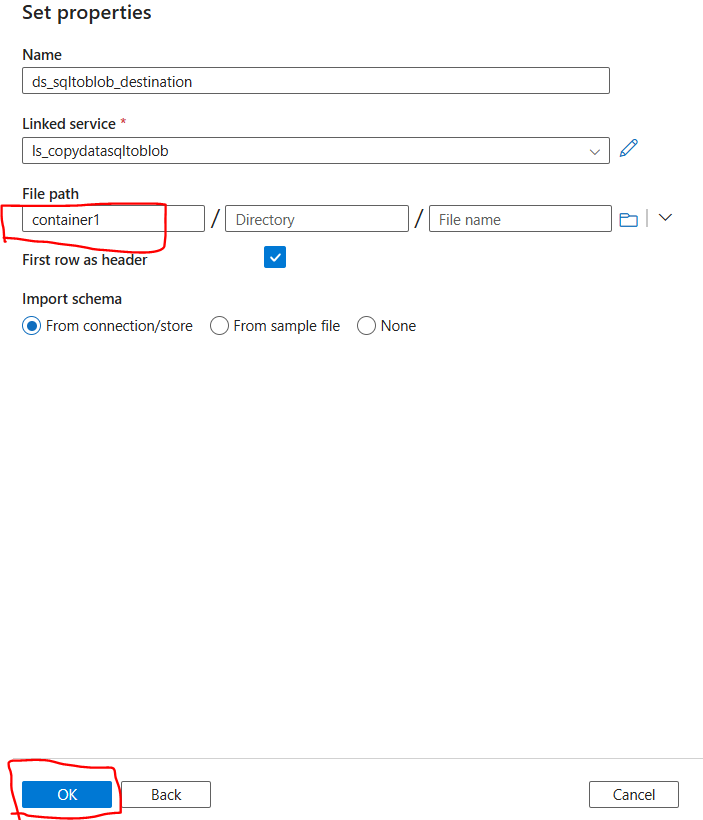 Set properties
Name
ds_sqltoblob_destination
Linked service *
ls_copydatasqltoblob
File path
container1 / Directory / File name
First row as header
Import schema
From connection/store From sample file None
OK Back Cancel